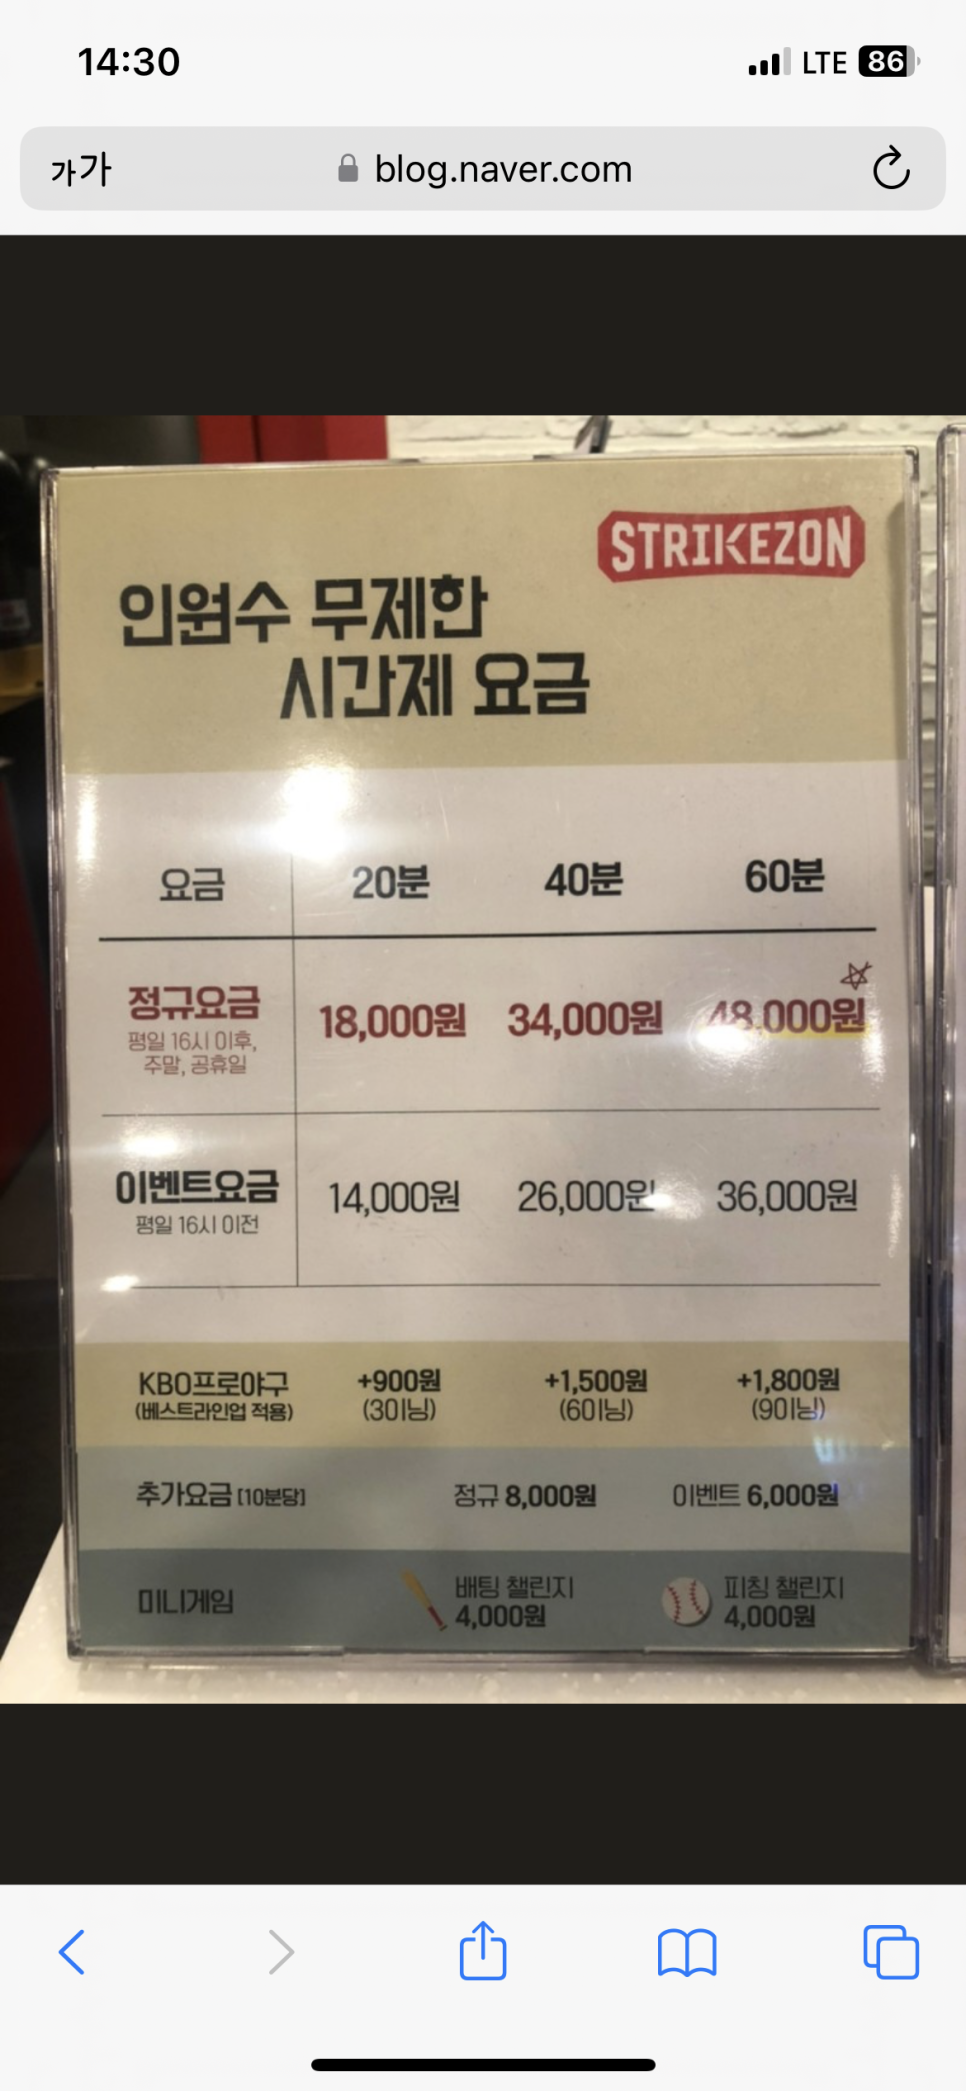 14:30
LTE 86
가가 blog.naver.com
STRIKEZON
인원수 무제한
시간제 요금
요금 20분 40분 60분
정규요금 18,000원 34,000원 48,000원
평일 16시 이후,
주말, 공휴일
이벤트요금 14,000원 26,000원 36,000원
평일 16시 이전
KBO프로야구 +900원 +1,500원 +1,800원
(베스트라인업 적용) (3이닝) (6이닝) (9이닝)
추가요금 [10분당] 정규 8,000원 이벤트 6,000원
미니게임 배팅 챌린지 4,000원 피칭 챌린지 4,000원